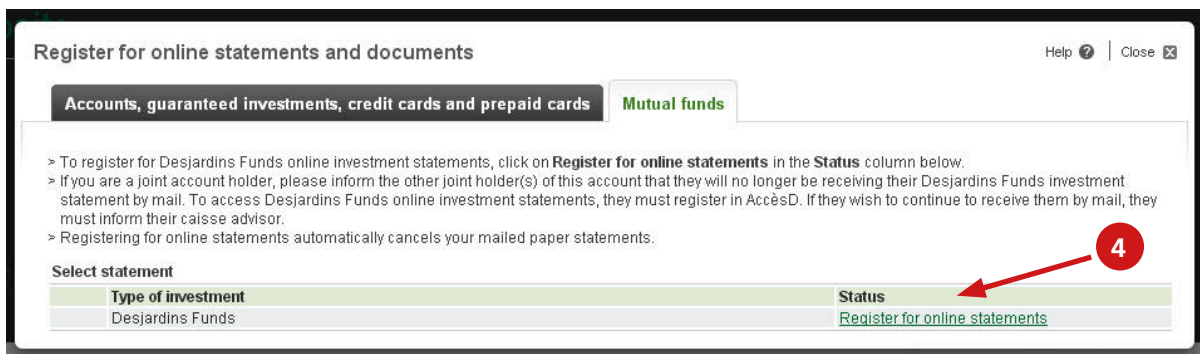 Register for online statements and documents
Help ? | Close
Accounts, guaranteed investments, credit cards and prepaid cards
Mutual funds
> To register for Desjardins Funds online investment statements, click on Register for online statements in the Status column below.
> If you are a joint account holder, please inform the other joint holder(s) of this account that they will no longer be receiving their Desjardins Funds investment
statement by mail. To access Desjardins Funds online investment statements, they must register in AccèsD. If they wish to continue to receive them by mail, they
must inform their caisse advisor.
> Registering for online statements automatically cancels your mailed paper statements.
4
Select statement
Type of investment Status
Desjardins Funds Register for online statements